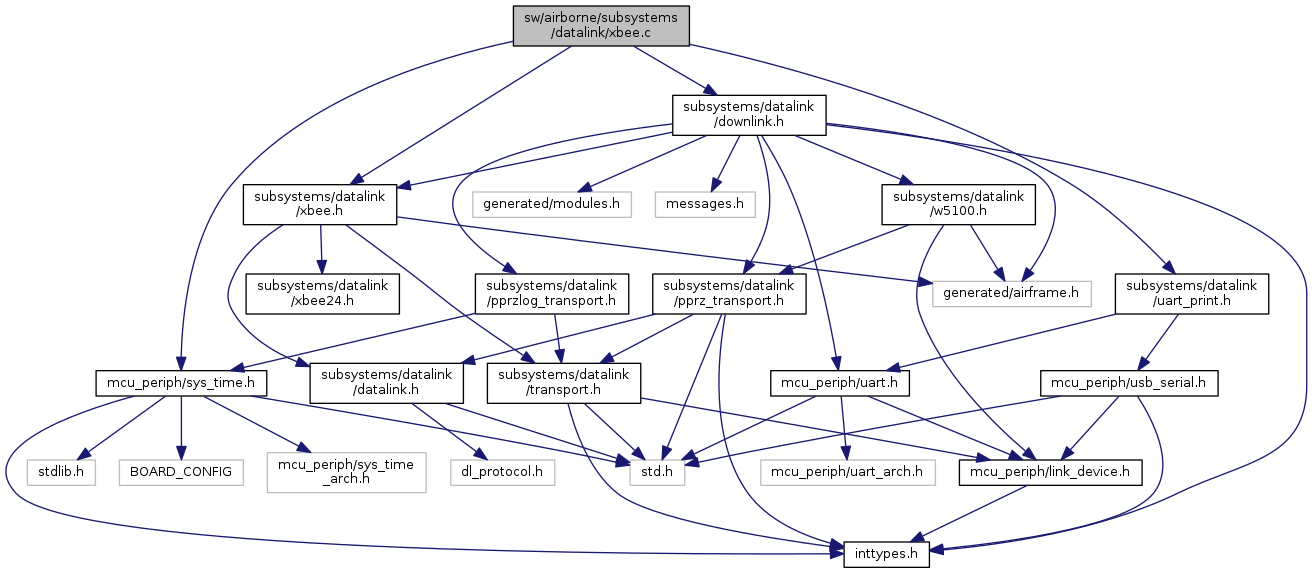 sw/airborne/subsystems
/datalink/xbee.c
subsystems/datalink
/downlink.h
subsystems/datalink
/xbee.h
generated/modules.h
messages.h
subsystems/datalink
/w5100.h
subsystems/datalink
/xbee24.h
subsystems/datalink
/pprzlog_transport.h
subsystems/datalink
/pprz_transport.h
generated/airframe.h
subsystems/datalink
/uart_print.h
mcu_periph/sys_time.h
subsystems/datalink
/datalink.h
subsystems/datalink
/transport.h
mcu_periph/uart.h
mcu_periph/usb_serial.h
stdlib.h
BOARD_CONFIG
mcu_periph/sys_time
_arch.h
dl_protocol.h
std.h
mcu_periph/uart_arch.h
mcu_periph/link_device.h
inttypes.h